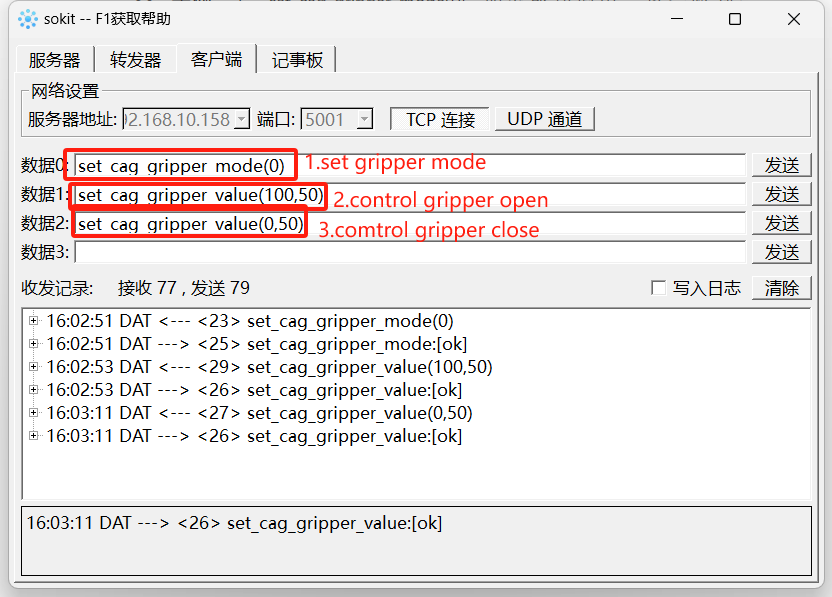 sokit -- F1获取帮助
服务器 转发器 客户端 记事板
网络设置
服务器地址: 2.168.10.158 端口: 5001 TCP 连接 UDP 通道
数据0: set_cag_gripper_mode(0) 1.set gripper mode 发送
数据1: set_cag_gripper_value(100,50) 2.control gripper open 发送
数据2: set_cag_gripper_value(0,50) 3.comtrol gripper close 发送
数据3: 发送
收发记录: 接收 77 , 发送 79 写入日志 清除
16:02:51 DAT <--- <23> set_cag_gripper_mode(0)
16:02:51 DAT ---> <25> set_cag_gripper_mode:[ok]
16:02:53 DAT <--- <29> set_cag_gripper_value(100,50)
16:02:53 DAT ---> <26> set_cag_gripper_value:[ok]
16:03:11 DAT <--- <27> set_cag_gripper_value(0,50)
16:03:11 DAT ---> <26> set_cag_gripper_value:[ok]
16:03:11 DAT ---> <26> set_cag_gripper_value:[ok]